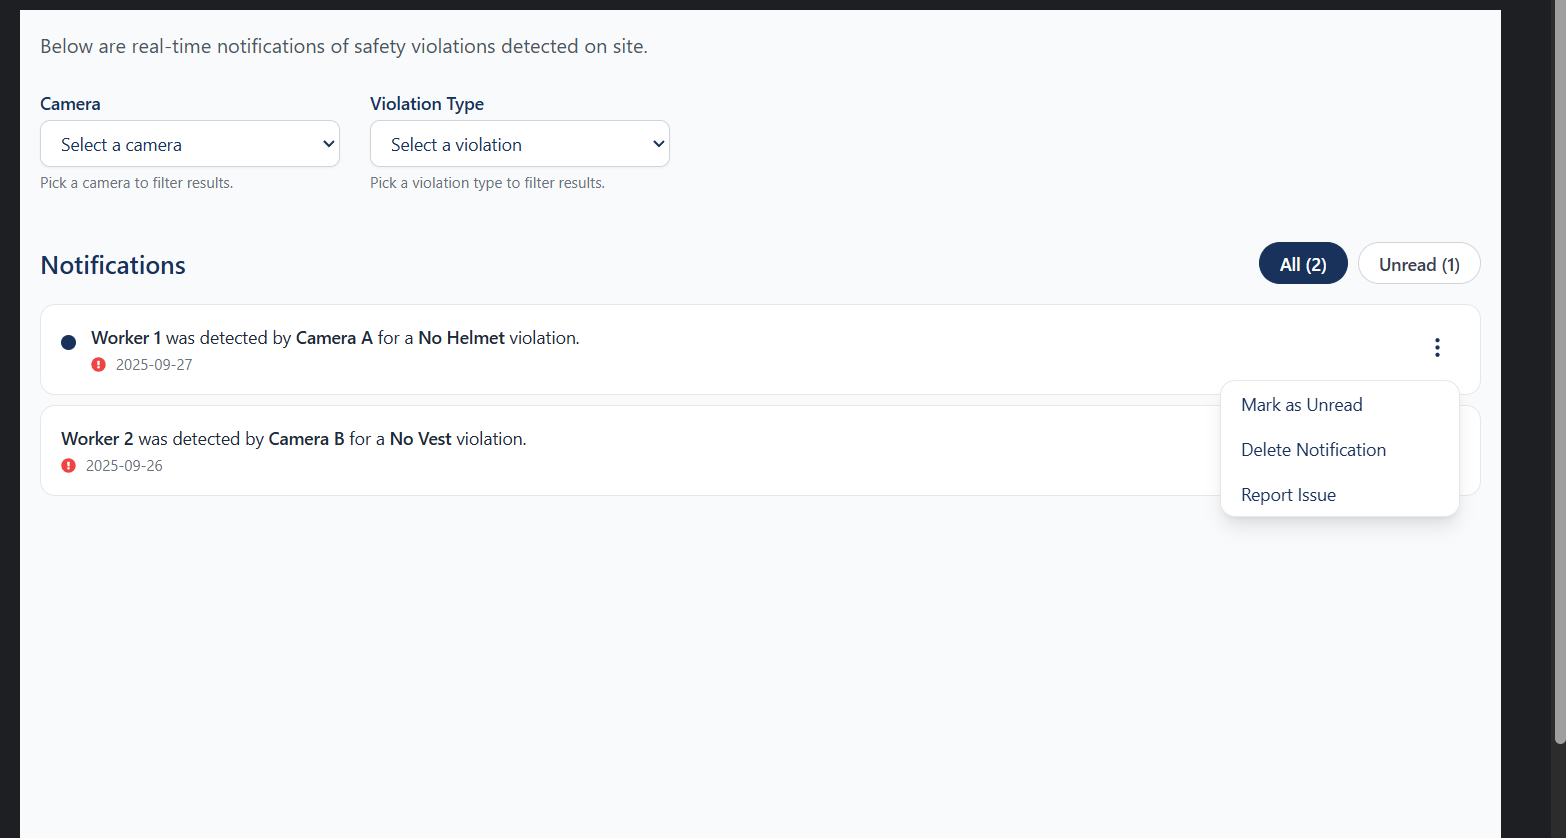 Below are real-time notifications of safety violations detected on site.
Camera
Violation Type
Select a camera
Select a violation
Pick a camera to filter results.
Pick a violation type to filter results.
Notifications
All (2)
Unread (1)
Worker 1 was detected by Camera A for a No Helmet violation.
2025-09-27
Mark as Unread
Delete Notification
Report Issue
Worker 2 was detected by Camera B for a No Vest violation.
2025-09-26